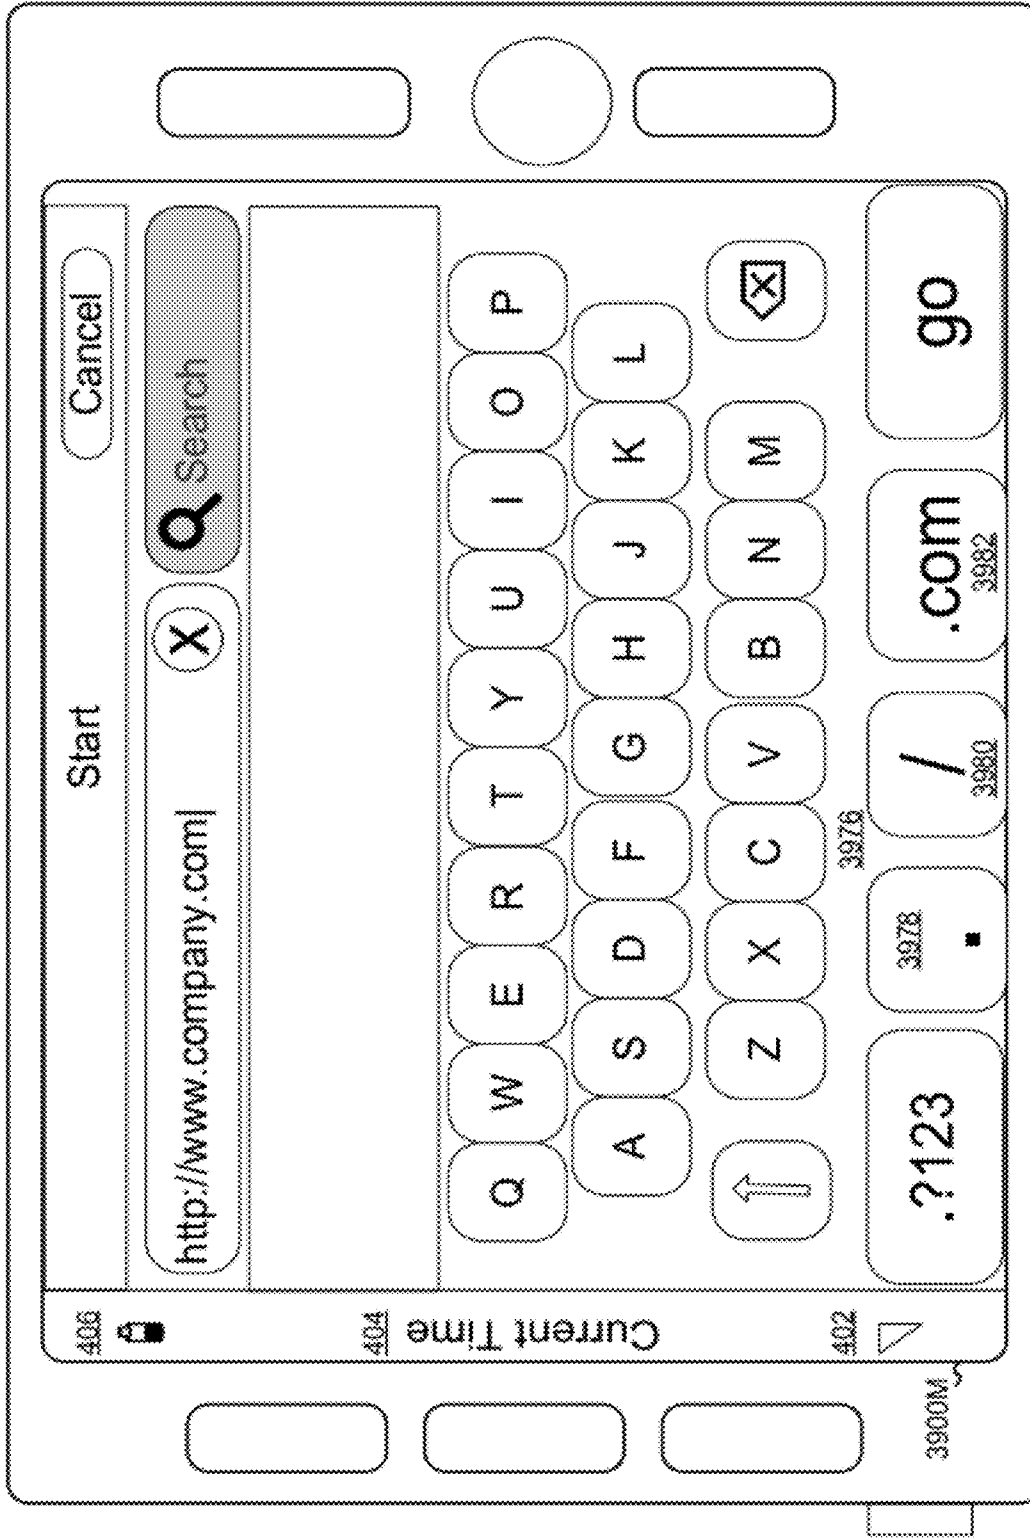 Start
Cancel
http://www.company.com|
X
Search
Q W E R T Y U I O P
A S D F G H J K L
Z X C V B N M X
3976
.?123
3978
.
/
3980
.com
3982
go
406
404
Current Time
402
3900M